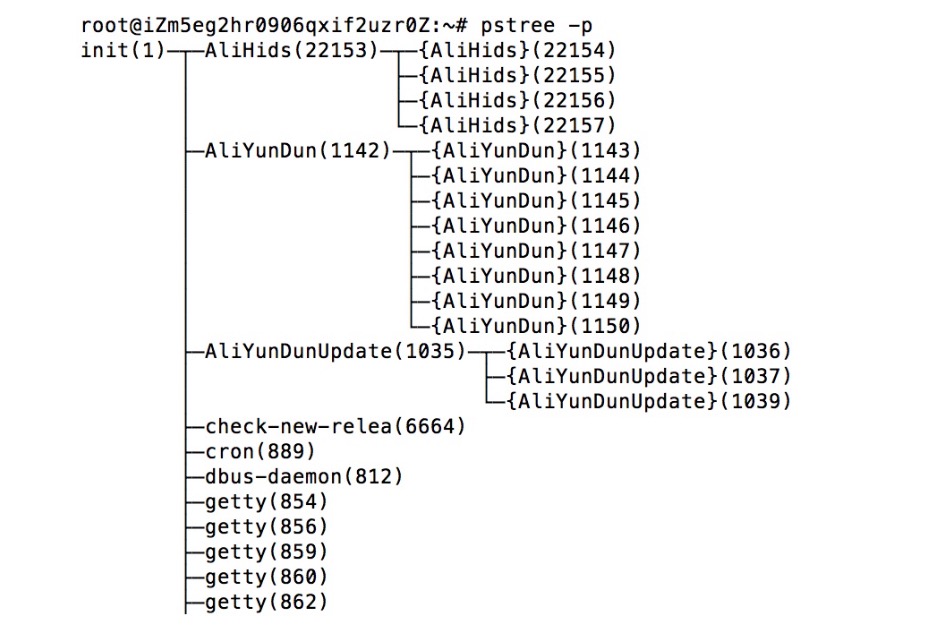 root@iZm5eg2hr0906qxif2uzr0Z:~# pstree -p
init(1)─┬─AliHids(22153)─┬─{AliHids}(22154)
├─{AliHids}(22155)
├─{AliHids}(22156)
└─{AliHids}(22157)
├─AliYunDun(1142)─┬─{AliYunDun}(1143)
├─{AliYunDun}(1144)
├─{AliYunDun}(1145)
├─{AliYunDun}(1146)
├─{AliYunDun}(1147)
├─{AliYunDun}(1148)
├─{AliYunDun}(1149)
└─{AliYunDun}(1150)
├─AliYunDunUpdate(1035)─┬─{AliYunDunUpdate}(1036)
├─{AliYunDunUpdate}(1037)
└─{AliYunDunUpdate}(1039)
├─check-new-relea(6664)
├─cron(889)
├─dbus-daemon(812)
├─getty(854)
├─getty(856)
├─getty(859)
├─getty(860)
├─getty(862)